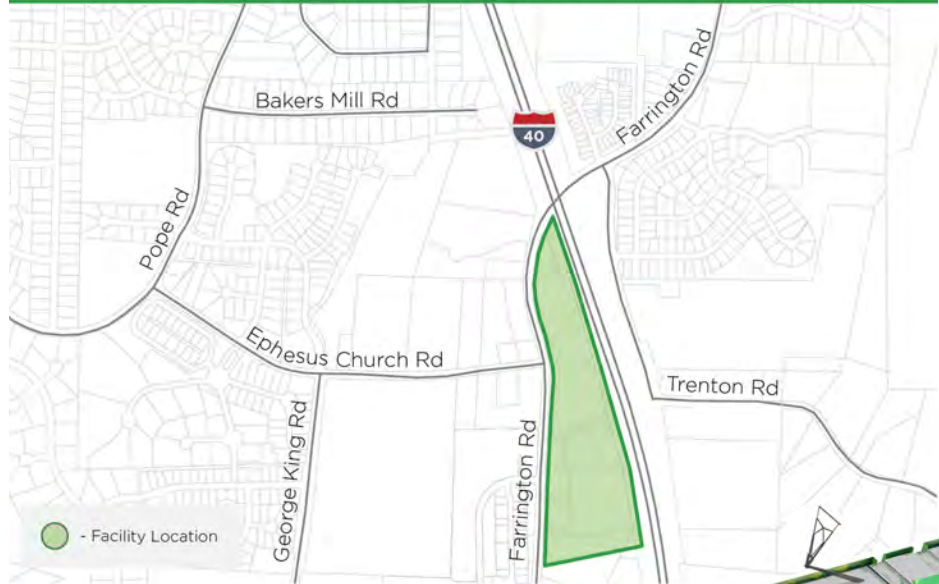 Bakers Mill Rd
40
Farrington Rd
Pope Rd
Ephesus Church Rd
Trenton Rd
George King Rd
Farrington Rd
- Facility Location